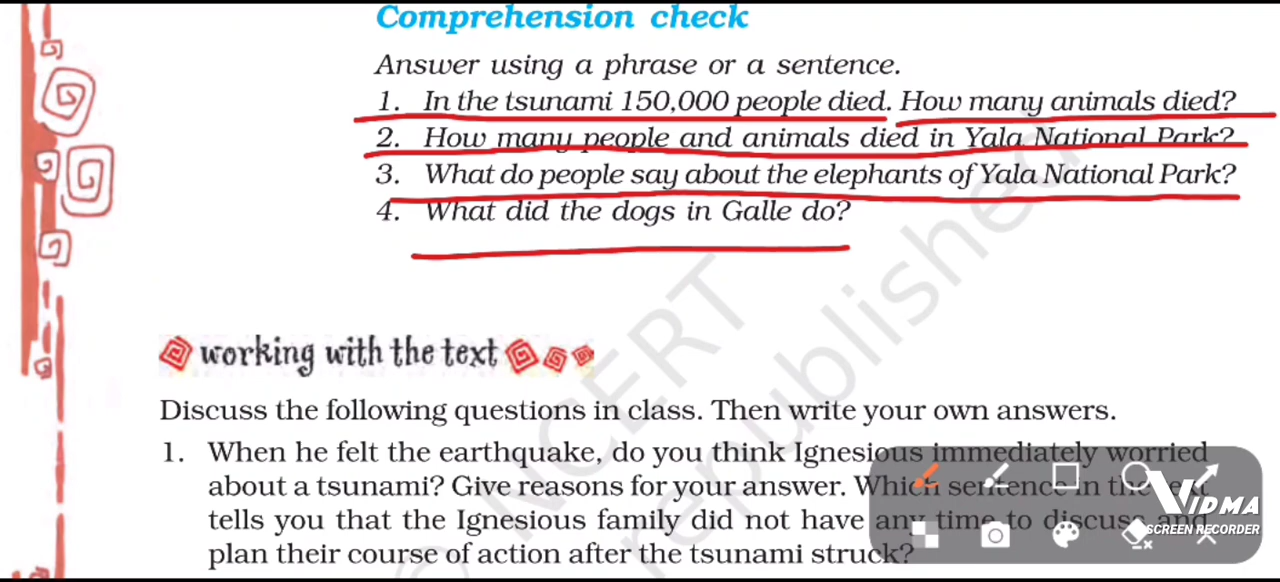 Comprehension check
Answer using a phrase or a sentence.
1. In the tsunami 150,000 people died. How many animals died?
2. How many people and animals died in Yala National Park?
3. What do people say about the elephants of Yala National Park?
4. What did the dogs in Galle do?
working with the text
Discuss the following questions in class. Then write your own answers.
1. When he felt the earthquake, do you think Ignesious immediately worried
about a tsunami? Give reasons for your answer. Which sentence in the text
tells you that the Ignesious family did not have any time to discuss and
plan their course of action after the tsunami struck?
© NCERT
republished
VIDMA
SCREEN RECORDER